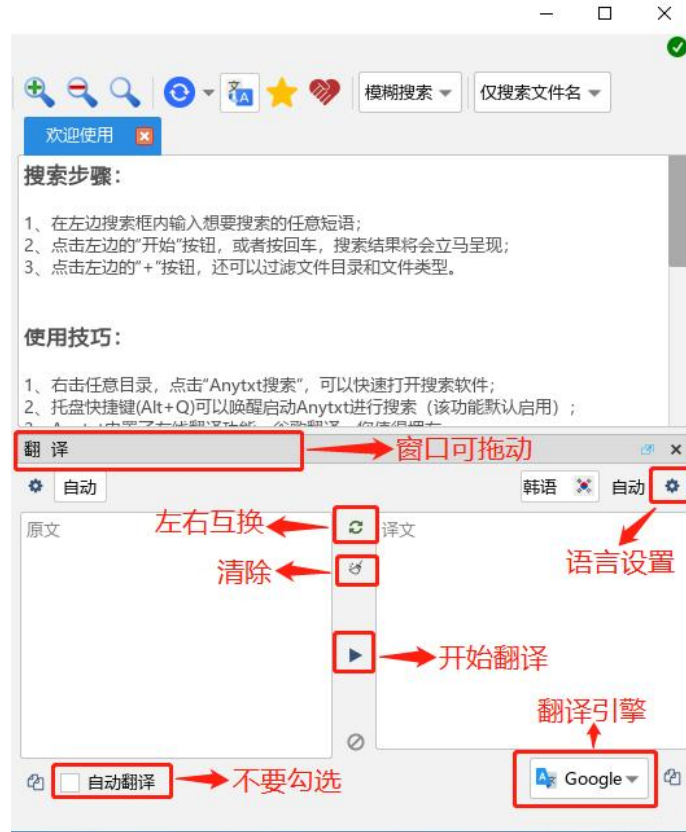 模糊搜索
仅搜索文件名
欢迎使用
搜索步骤：
1、在左边搜索框内输入想要搜索的任意短语；
2、点击左边的"开始"按钮，或者按回车，搜索结果将会立马呈现；
3、点击左边的"+"按钮，还可以过滤文件目录和文件类型。
使用技巧：
1、右击任意目录，点击"Anytxt搜索"，可以快速打开搜索软件；
2、托盘快捷键(Alt+Q)可以唤醒启动Anytxt进行搜索（该功能默认启用）；
翻 译
窗口可拖动
自动
韩语
自动
原文
左右互换
译文
语言设置
清除
开始翻译
翻译引擎
自动翻译
不要勾选
Google